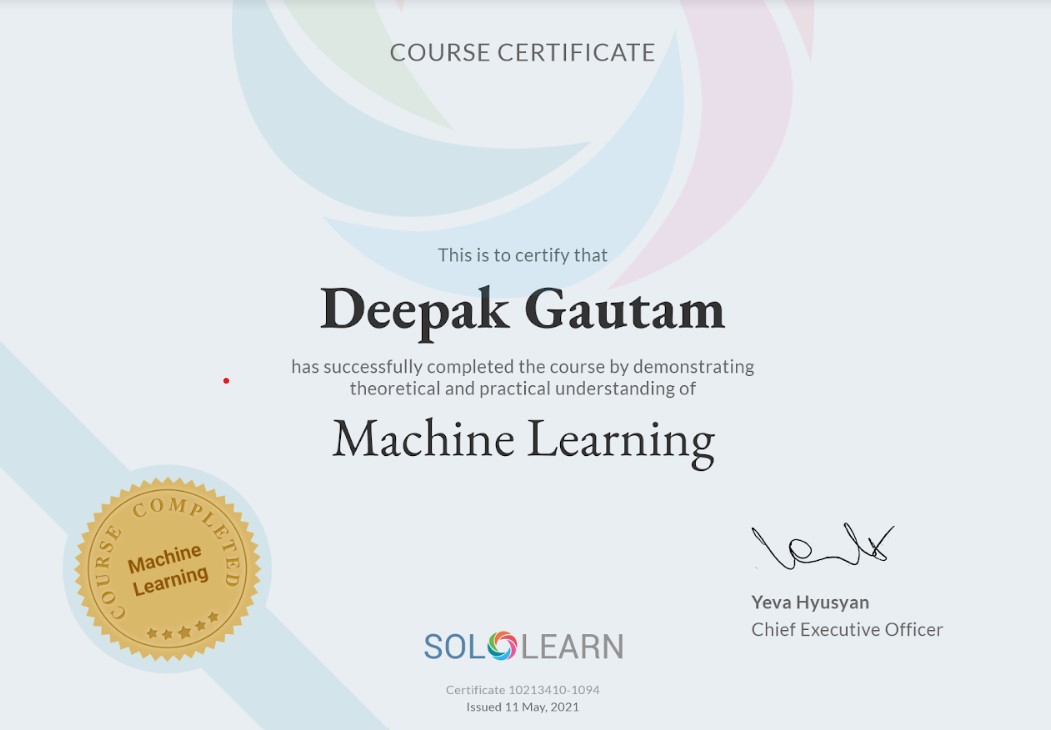 COURSE CERTIFICATE
This is to certify that
Deepak Gautam
has successfully completed the course by demonstrating
theoretical and practical understanding of
Machine Learning
COURSE COMPLETED
Machine
Learning
Yeva Hyusyan
Chief Executive Officer
SOLOLEARN
Certificate 10213410-1094
Issued 11 May, 2021